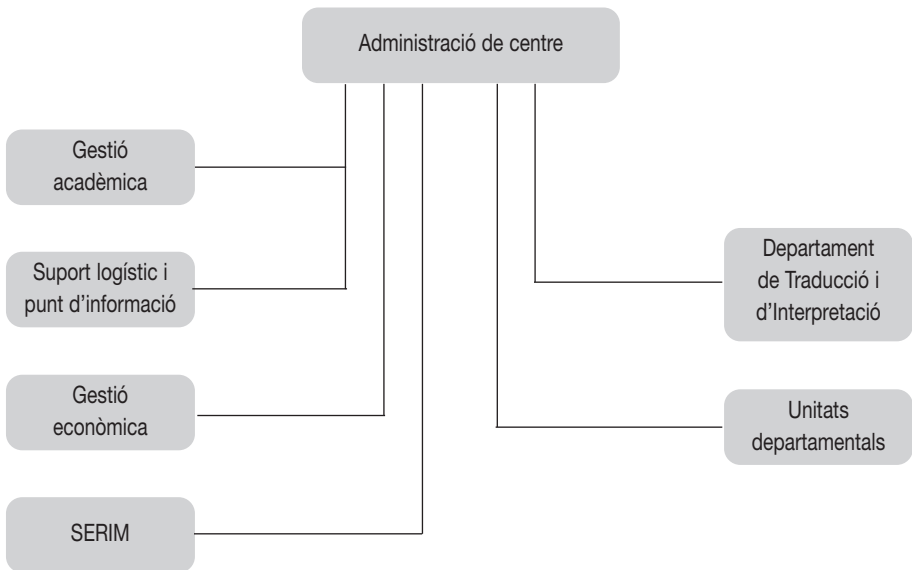 Administració de centre
Gestió
acadèmica
Suport logístic i
punt d’informació
Gestió
econòmica
SERIM
Departament
de Traducció i
d’Interpretació
Unitats
departamentals